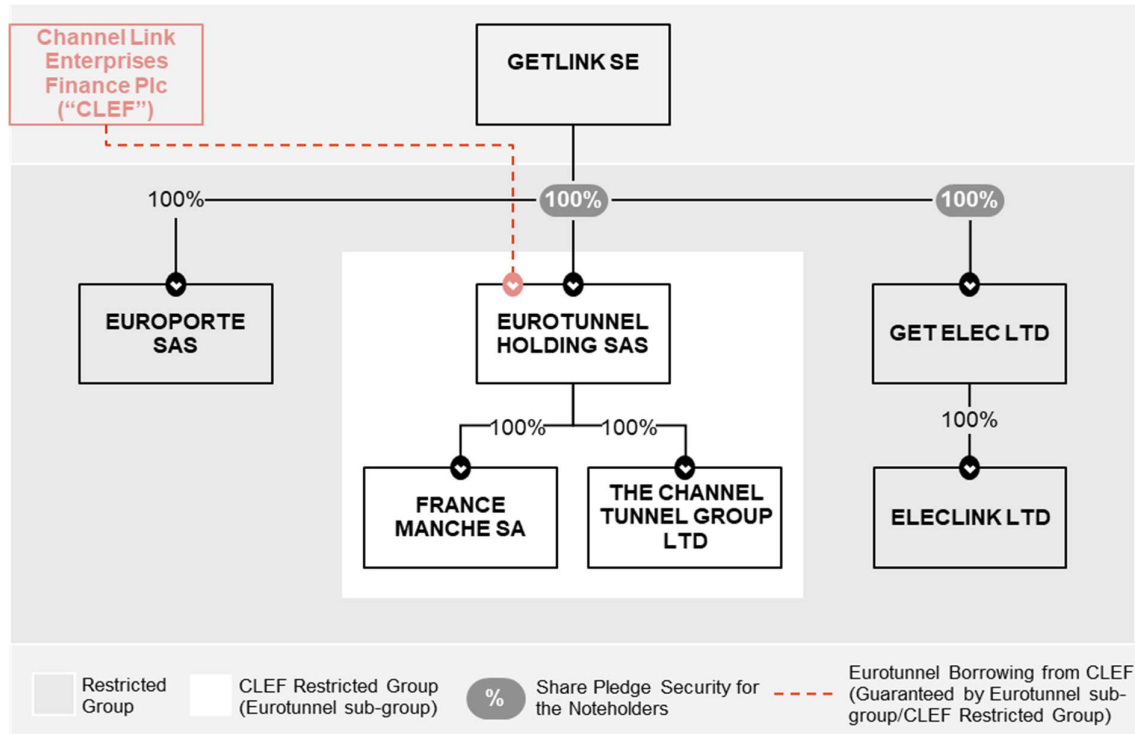 Channel Link
Enterprises
Finance Plc
(“CLEF”)
GETLINK SE
100%
100%
100%
EUROPORTE
SAS
EUROTUNNEL
HOLDING SAS
GET ELEC LTD
100%
100%
100%
FRANCE
MANCHE SA
THE CHANNEL
TUNNEL GROUP
LTD
ELECLINK LTD
Restricted
Group
CLEF Restricted Group
(Eurotunnel sub-group)
%
Share Pledge Security for
the Noteholders
Eurotunnel Borrowing from CLEF
(Guaranteed by Eurotunnel sub-
group/CLEF Restricted Group)